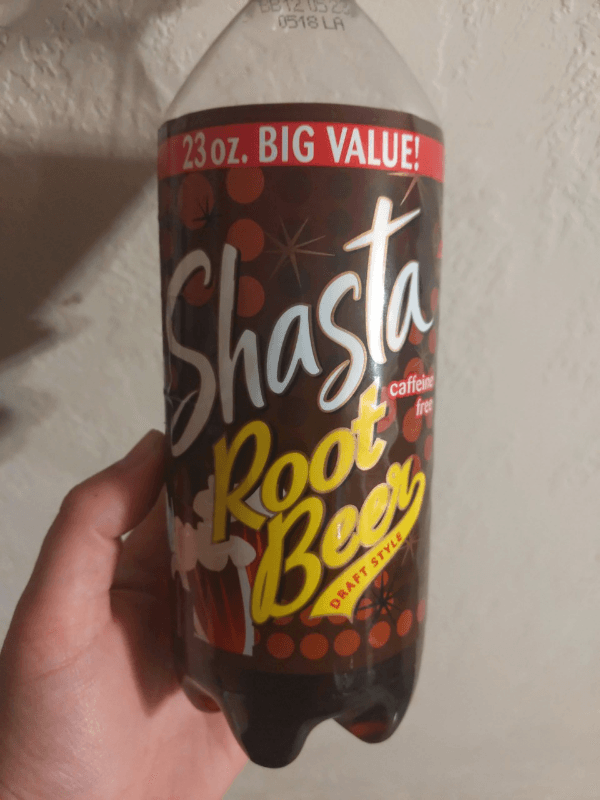 0518 LA
23 oz. BIG VALUE!
Shasta
caffeine
free
Root
Beer
DRAFT STYLE